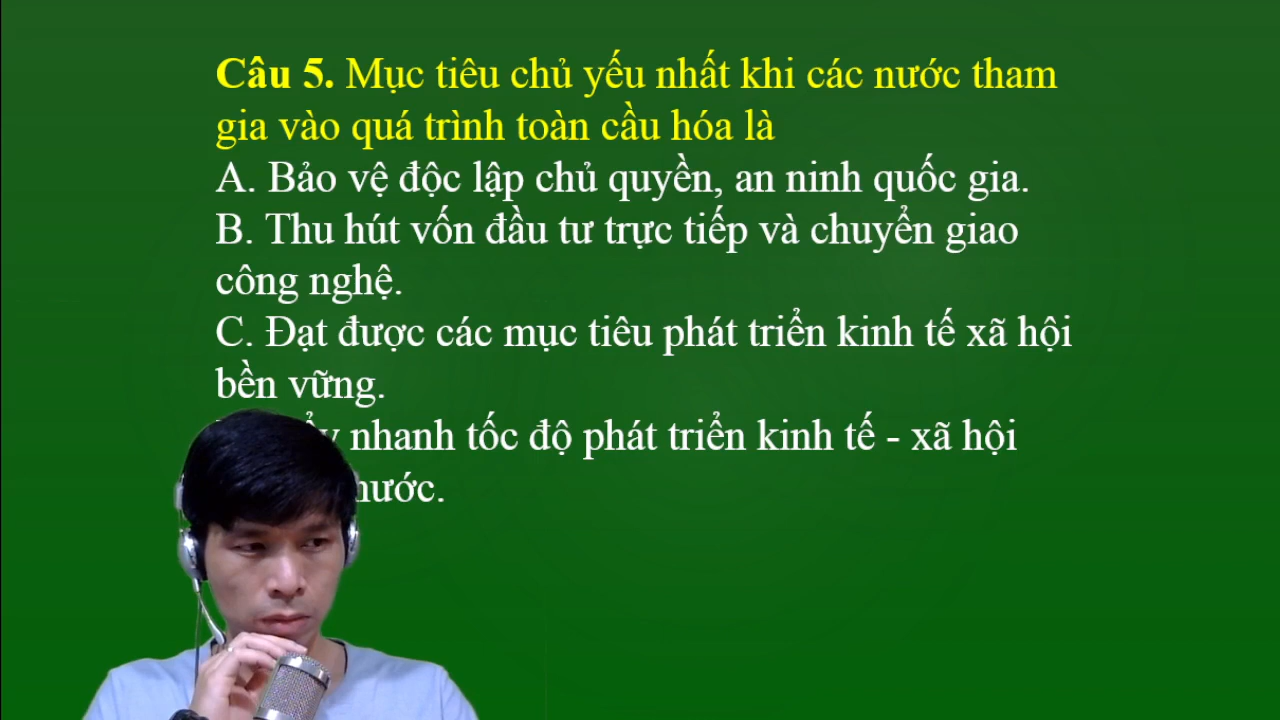 Câu 5. Mục tiêu chủ yếu nhất khi các nước tham
gia vào quá trình toàn cầu hóa là
A. Bảo vệ độc lập chủ quyền, an ninh quốc gia.
B. Thu hút vốn đầu tư trực tiếp và chuyển giao
công nghệ.
C. Đạt được các mục tiêu phát triển kinh tế xã hội
bền vững.
nhanh tốc độ phát triển kinh tế - xã hội
nước.